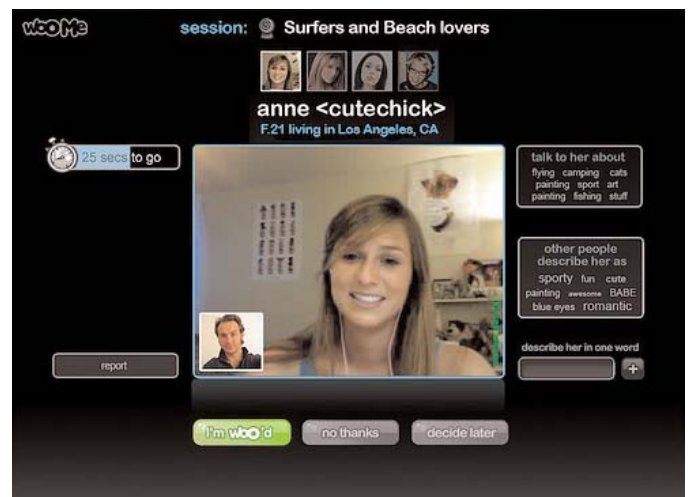 woo Me
session: Surfers and Beach lovers
anne <cutechick>
F.21 living in Los Angeles, CA
25 secs to go
talk to her about
flying camping cats
painting sport art
painting fishing stuff
other people
describe her as
sporty fun cute
painting awesome BABE
blue eyes romantic
describe her in one word
+
report
I'm woo'd
no thanks
decide later